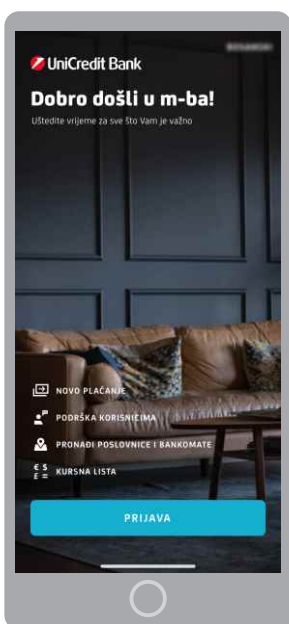 UniCredit Bank
Dobro došli u m-ba!
Uštedite vrijeme za sve što Vam je važno
NOVO PLAĆANJE
PODRŠKA KORISNICIMA
PRONAĐI POSLOVNICE I BANKOMATE
KURSNA LISTA
PRIJAVA